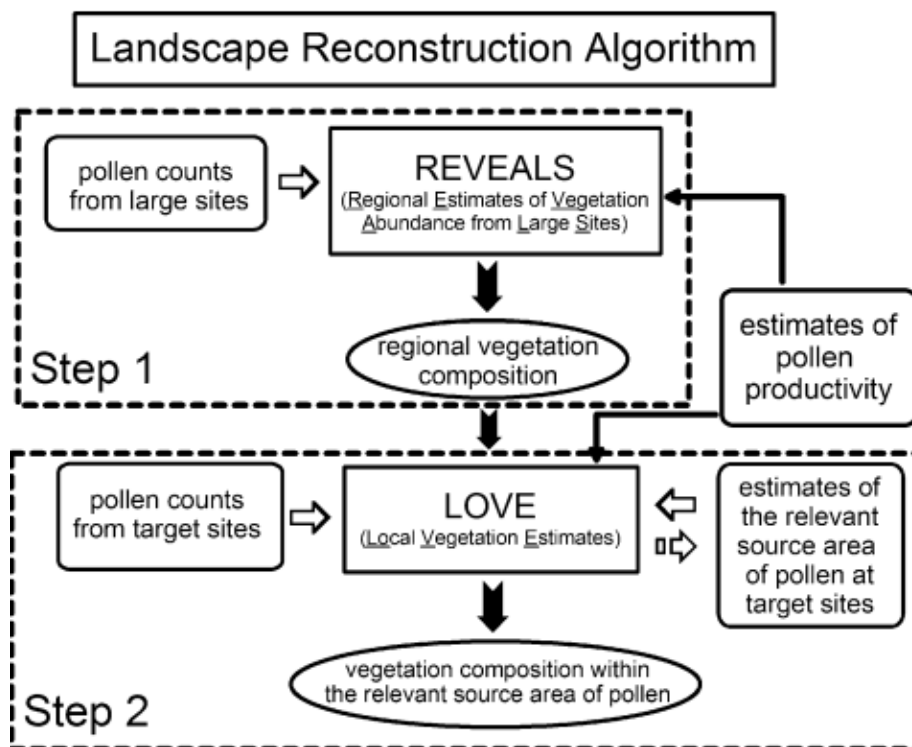 Landscape Reconstruction Algorithm
pollen counts
from large sites
REVEALS
(Regional Estimates of Vegetation
Abundance from Large Sites)
regional vegetation
composition
Step 1
estimates of
pollen
productivity
pollen counts
from target sites
LOVE
(Local Vegetation Estimates)
estimates of
the relevant
source area
of pollen at
target sites
vegetation composition within
the relevant source area of pollen
Step 2